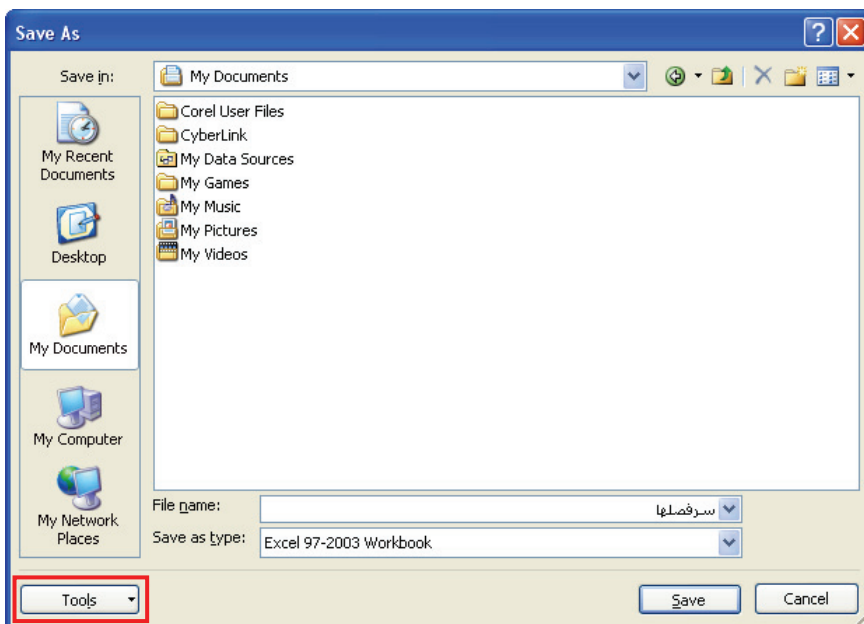 Save As
Save in:
My Documents
My Recent
Documents
Desktop
My Documents
My Computer
My Network
Places
Corel User Files
CyberLink
My Data Sources
My Games
My Music
My Pictures
My Videos
File name:
سرفصلها
Save as type:
Excel 97-2003 Workbook
Tools
Save
Cancel